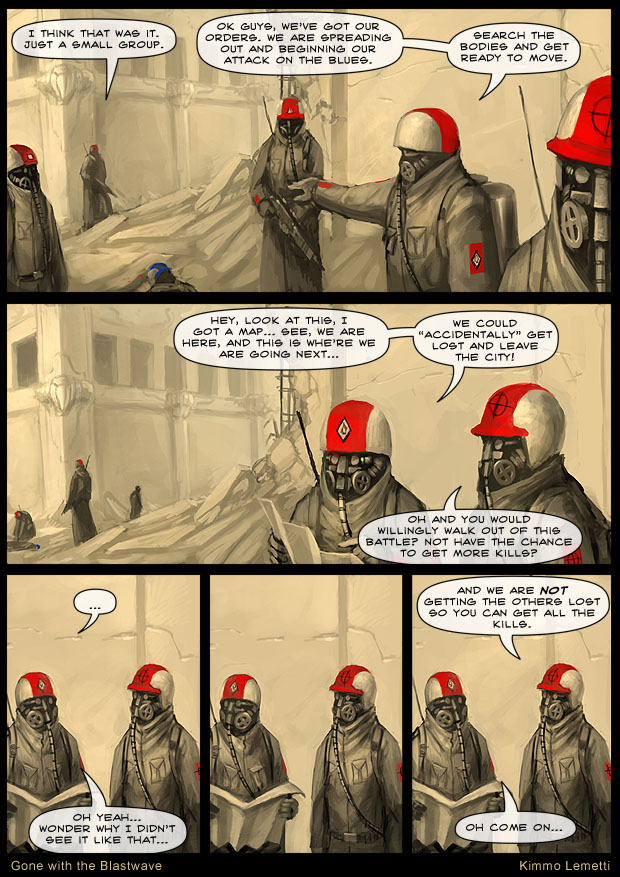 I THINK THAT WAS IT.
JUST A SMALL GROUP.
OK GUYS, WE'VE GOT OUR
ORDERS. WE ARE SPREADING
OUT AND BEGINNING OUR
ATTACK ON THE BLUES.
SEARCH THE
BODIES AND GET
READY TO MOVE.
HEY, LOOK AT THIS, I
GOT A MAP... SEE, WE ARE
HERE, AND THIS IS WHE'RE WE
ARE GOING NEXT...
WE COULD
"ACCIDENTALLY" GET
LOST AND LEAVE
THE CITY!
OH AND YOU WOULD
WILLINGLY WALK OUT OF THIS
BATTLE? NOT HAVE THE CHANCE
TO GET MORE KILLS?
...
OH YEAH...
WONDER WHY I DIDN'T
SEE IT LIKE THAT...
AND WE ARE NOT
GETTING THE OTHERS LOST
SO YOU CAN GET ALL THE
KILLS.
OH COME ON...
Gone with the Blastwave
Kimmo Lemetti